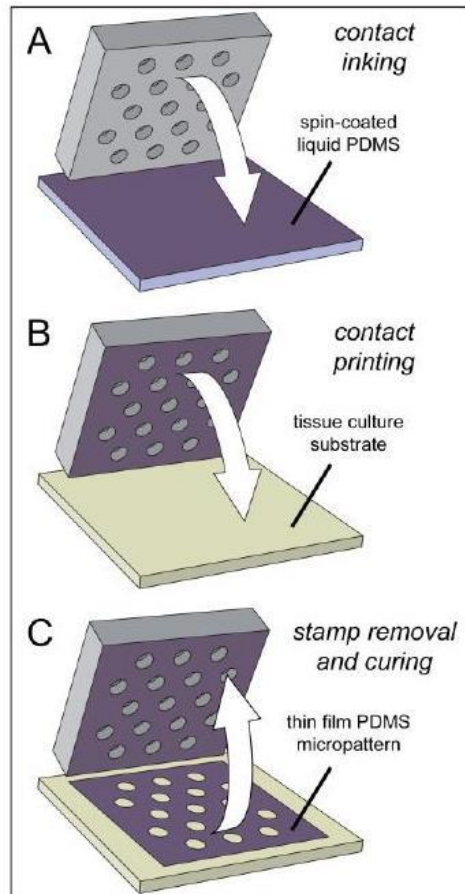 A
contact
inking
spin-coated
liquid PDMS
B
contact
printing
tissue culture
substrate
C
stamp removal
and curing
thin film PDMS
micropattern